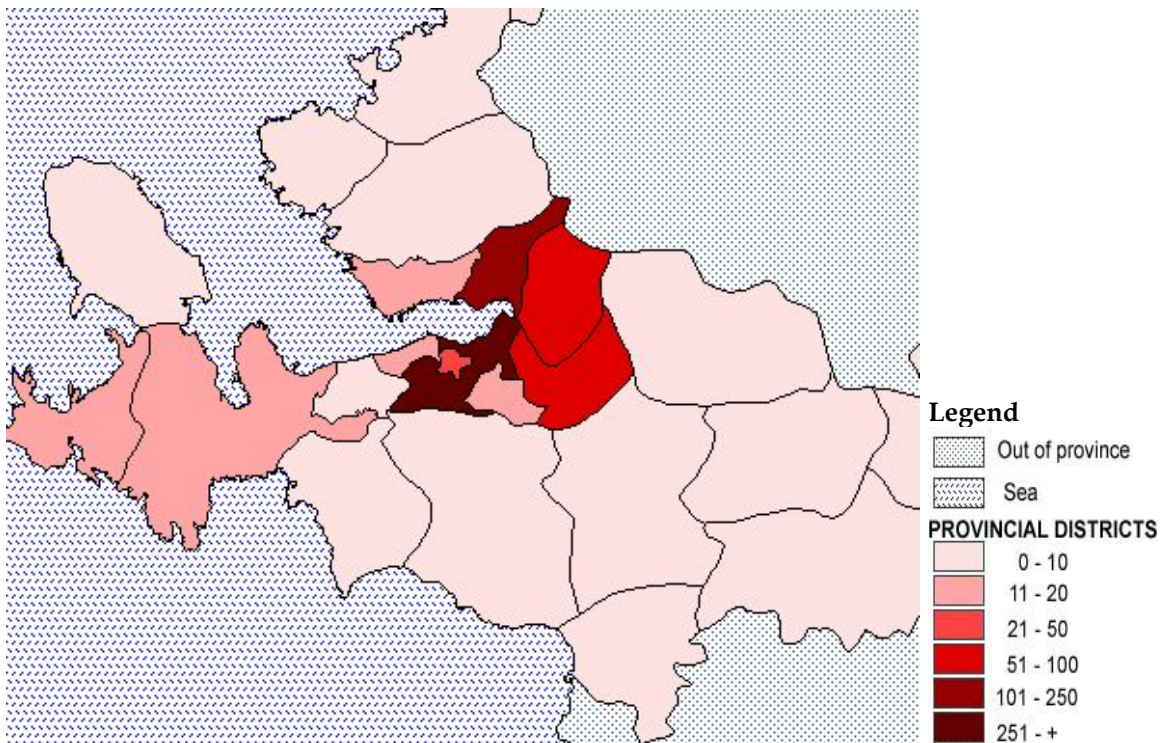 Legend
Out of province
Sea
PROVINCIAL DISTRICTS
0 - 10
11 - 20
21 - 50
51 - 100
101 - 250
251 - +